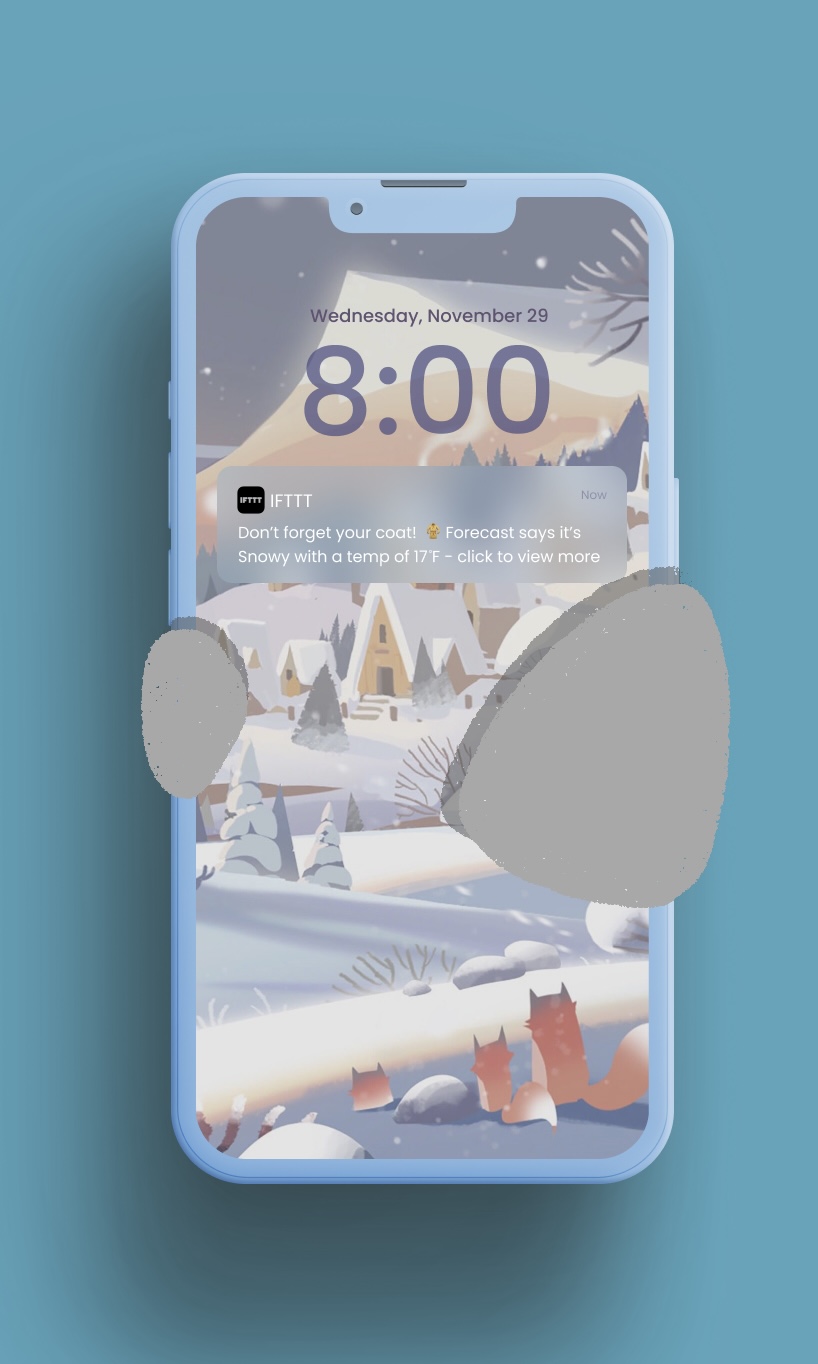 Wednesday, November 29
8:00
IFTTT IFTTT
Now
Don’t forget your coat! 🧥 Forecast says it’s
Snowy with a temp of 17°F - click to view more